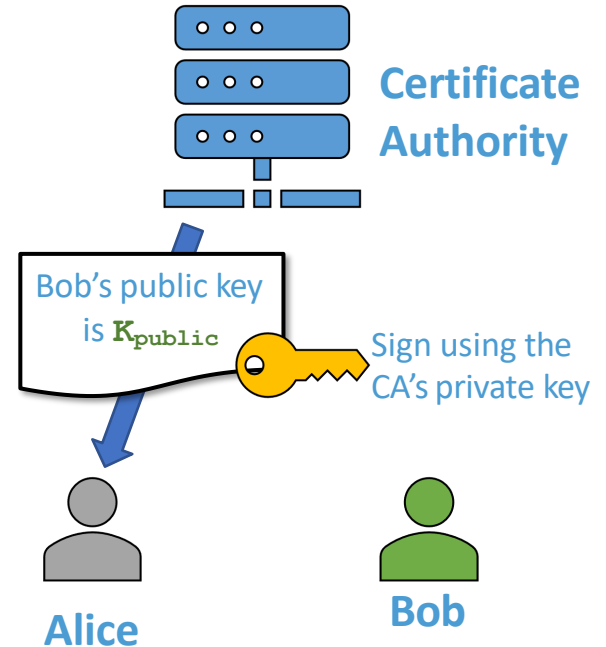 Certificate
Authority
Bob’s public key
is Kpublic
Sign using the
CA’s private key
Alice
Bob